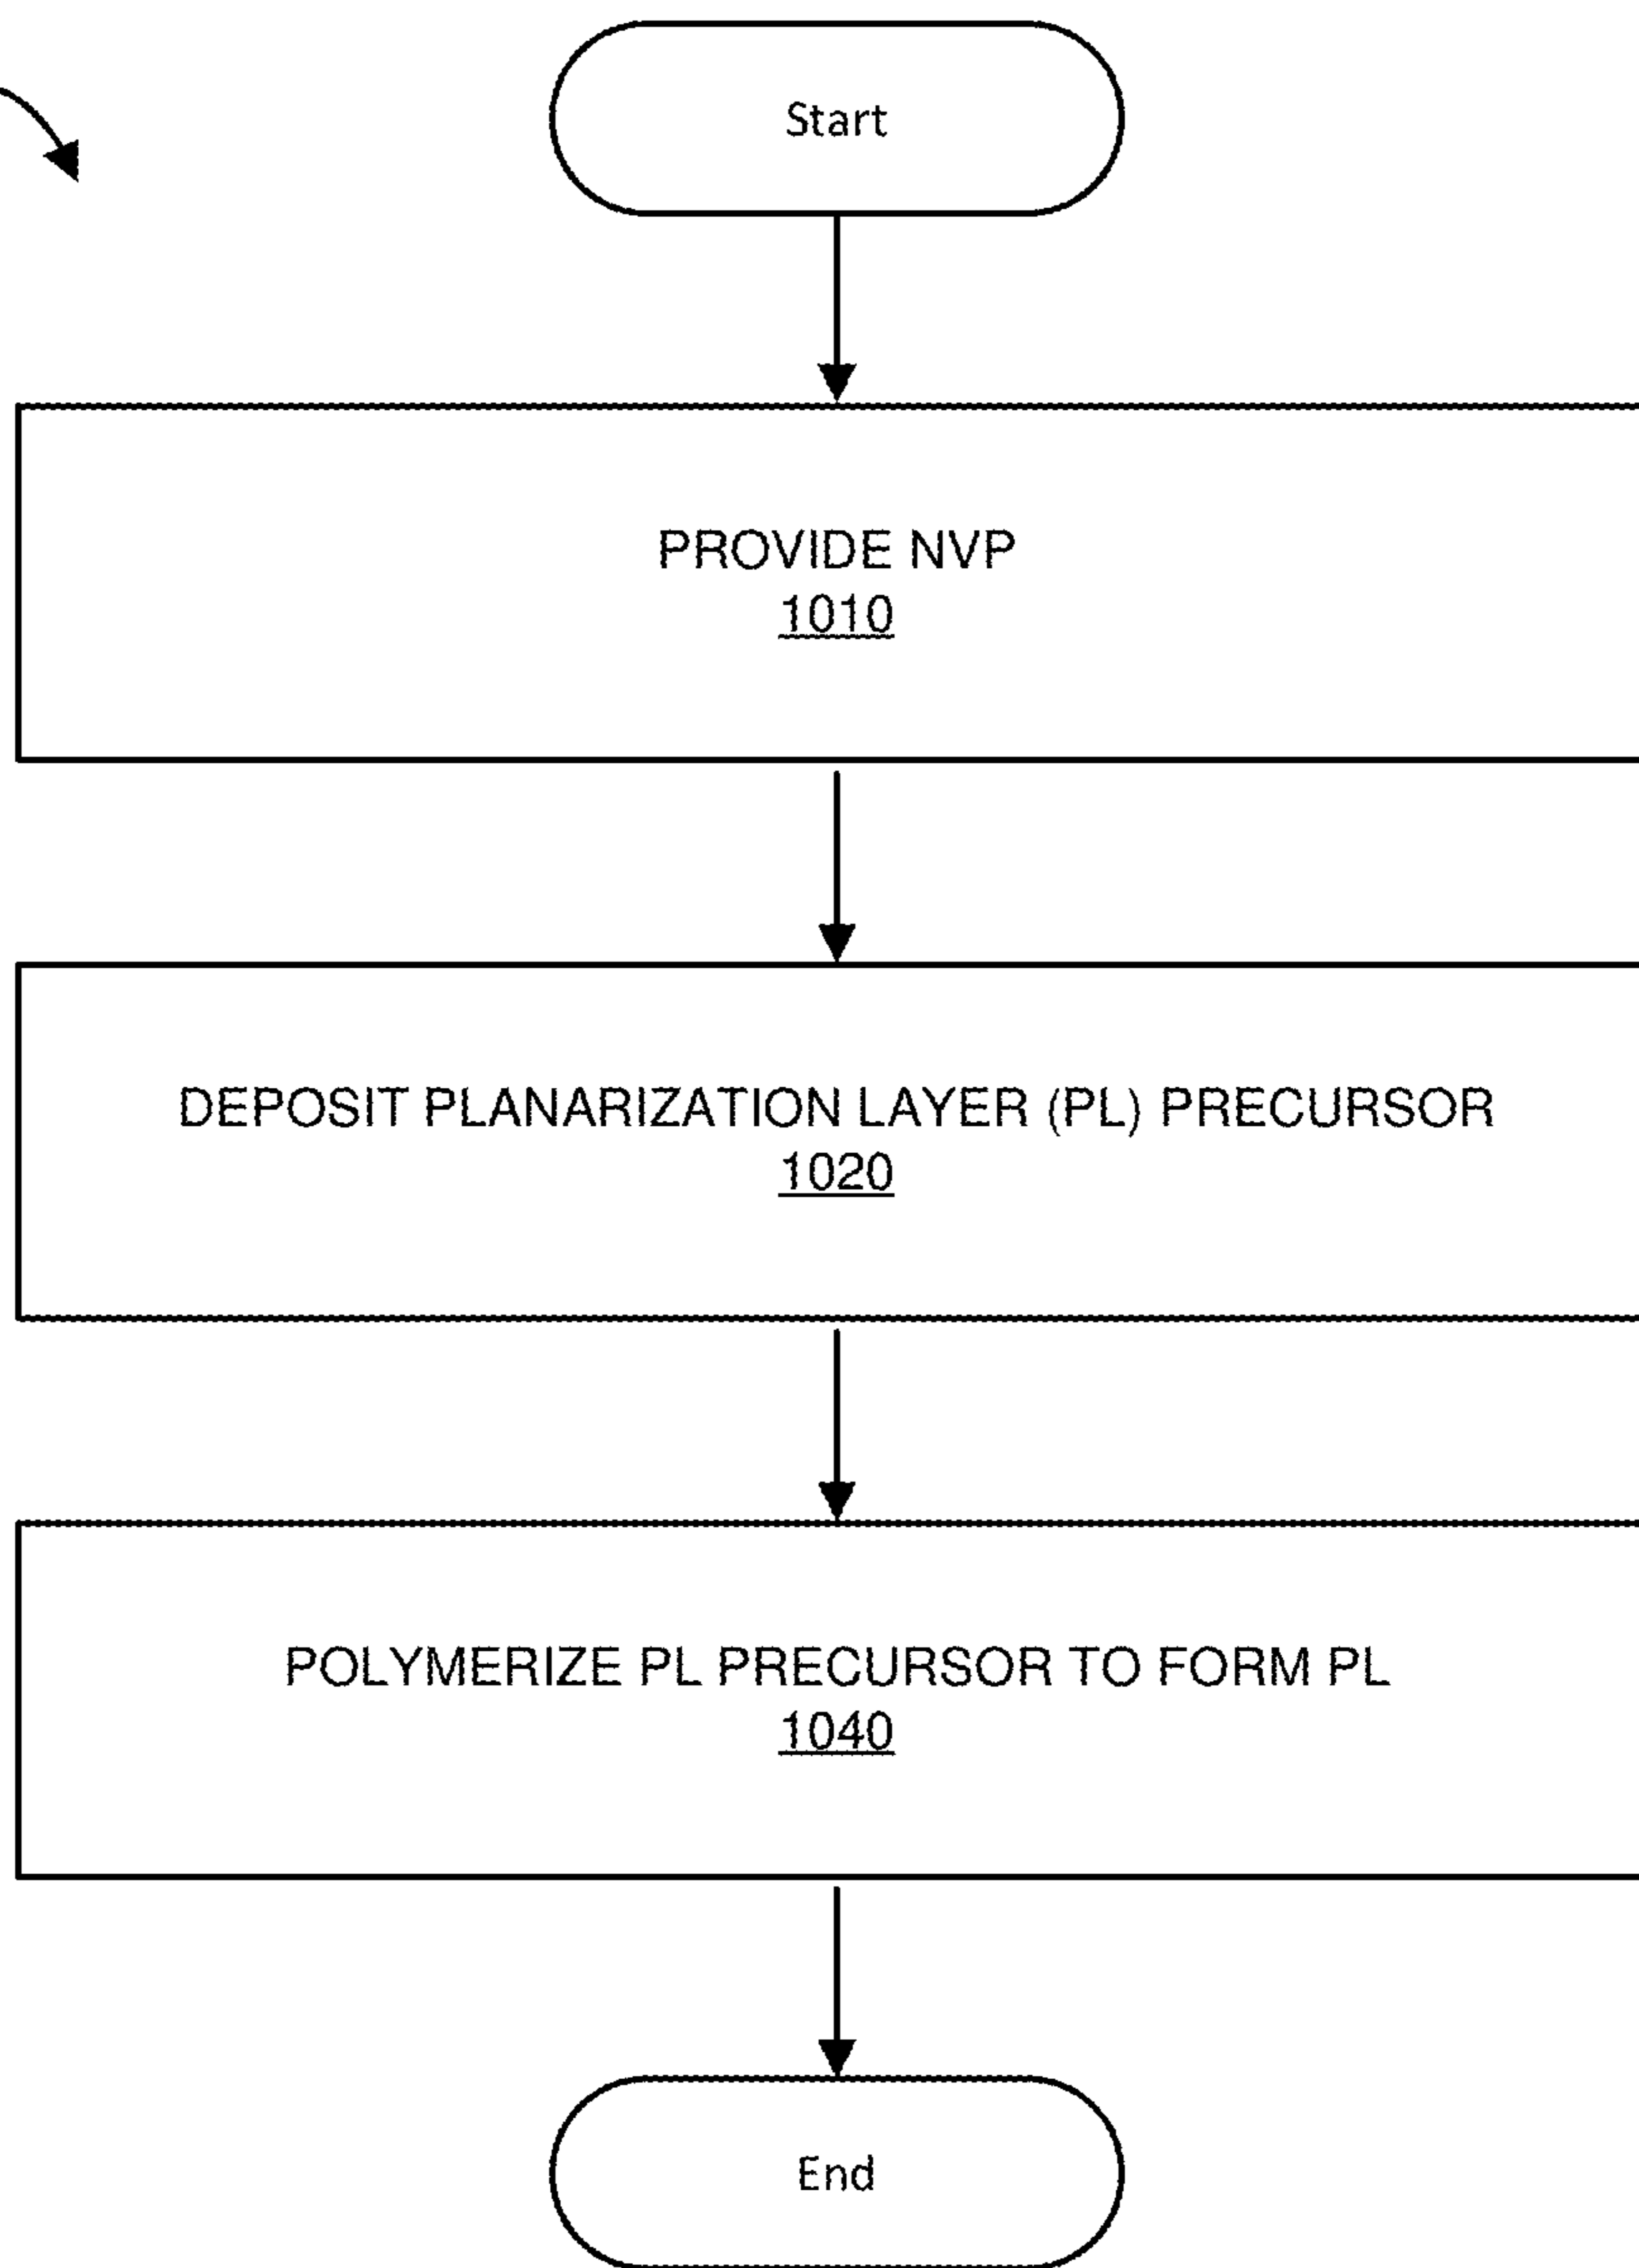 Start
PROVIDE NVP
1010
DEPOSIT PLANARIZATION LAYER (PL) PRECURSOR
1020
POLYMERIZE PL PRECURSOR TO FORM PL
1040
End